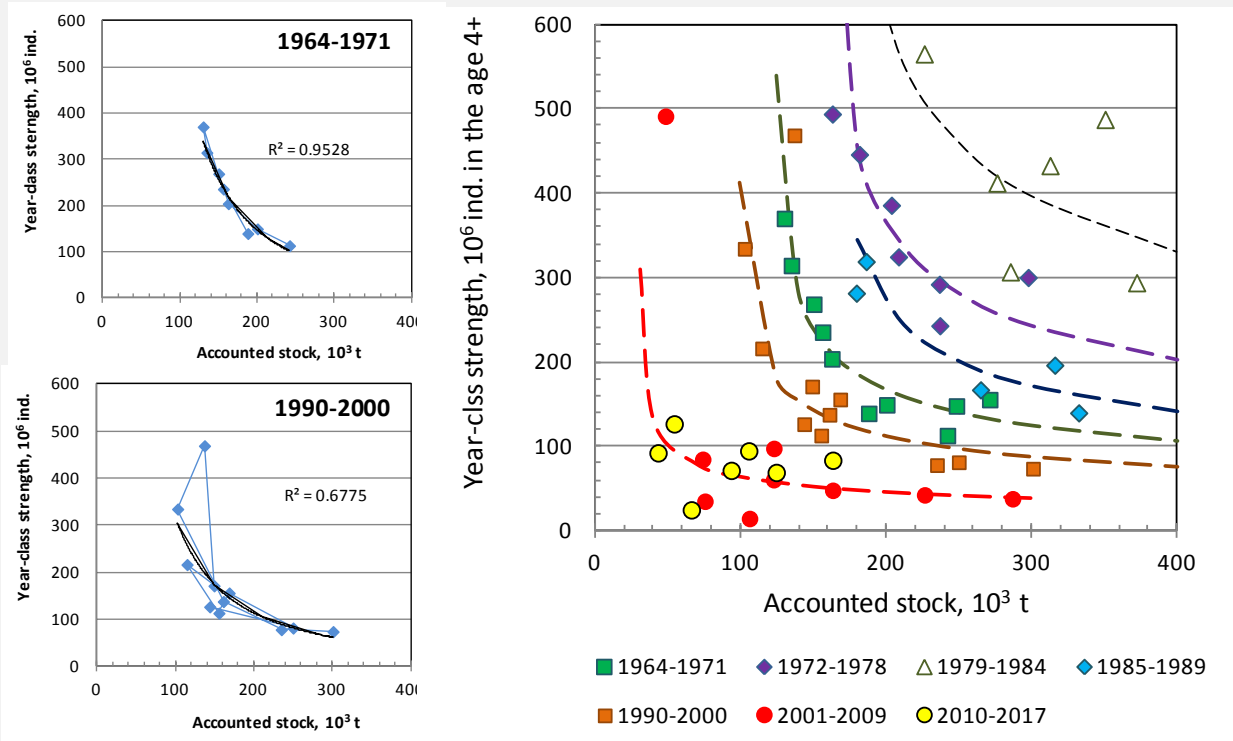 1964-1971
R² = 0.9528
Year-class sterngth, 10⁶ ind.
600
500
400
300
200
100
0
0 100 200 300 400
Accounted stock, 10³ t
1990-2000
R² = 0.6775
Year-class strength, 10⁶ ind.
600
500
400
300
200
100
0
0 100 200 300 400
Accounted stock, 10³ t
Year-clss strength, 10⁶ ind. in the age 4+
600
500
400
300
200
100
0
0 100 200 300 400
Accounted stock, 10³ t
1964-1971 1972-1978 1979-1984 1985-1989
1990-2000 2001-2009 2010-2017